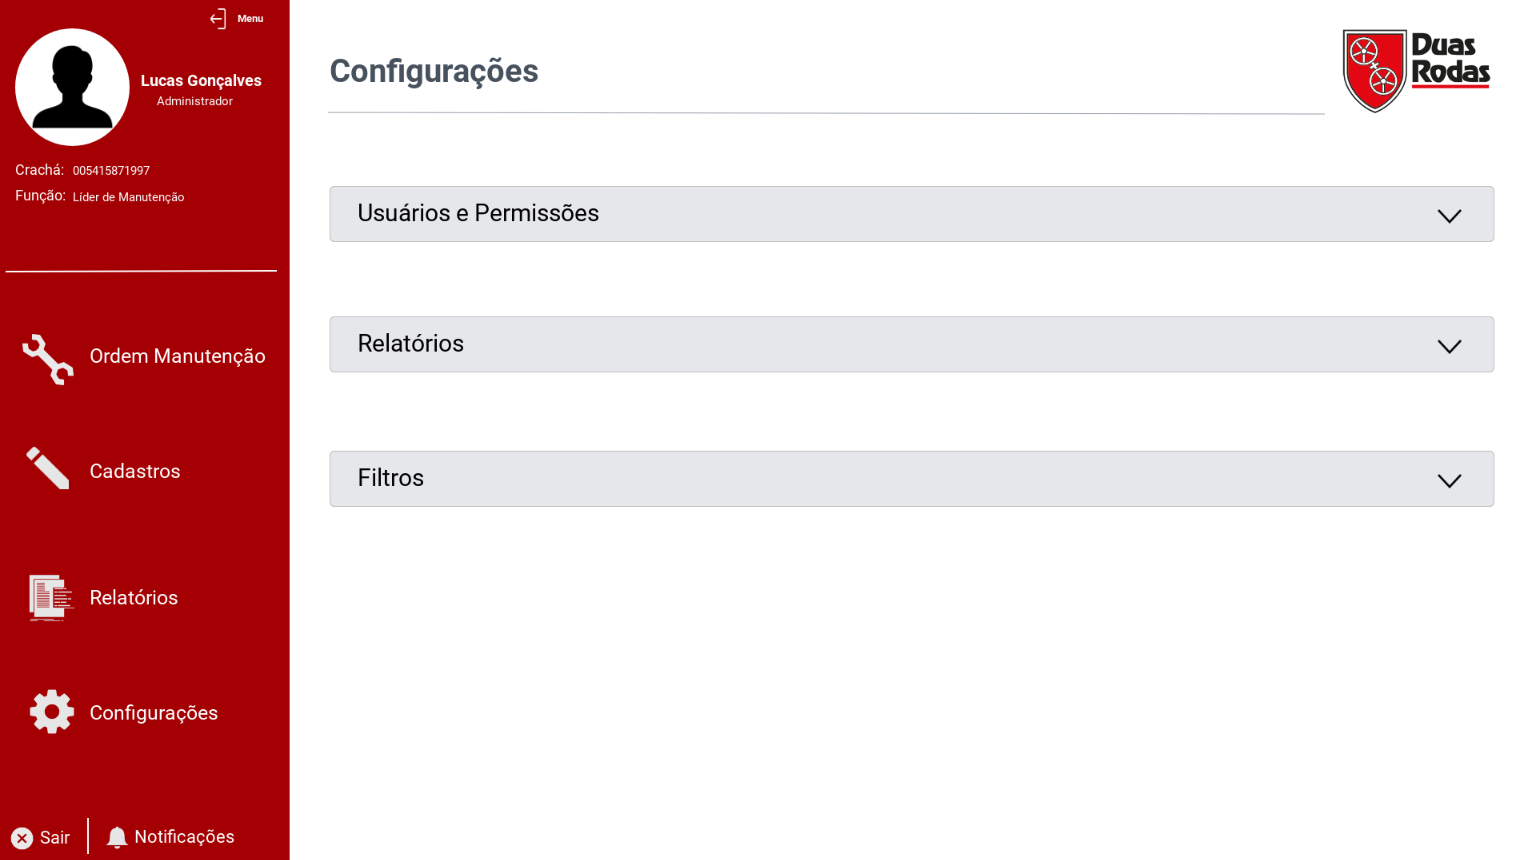 Menu
Lucas Gonçalves
Administrador
Crachá: 005415871997
Função: Líder de Manutenção
Ordem Manutenção
Cadastros
Relatórios
Configurações
Sair
Notificações
Configurações
Duas
Rodas
Usuários e Permissões
Relatórios
Filtros